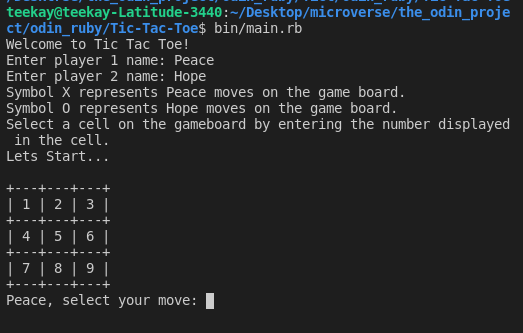 teekay@teekay-Latitude-3440:~/Desktop/microverse/the_odin_proje
ct/odin_ruby/Tic-Tac-Toe$ bin/main.rb
Welcome to Tic Tac Toe!
Enter player 1 name: Peace
Enter player 2 name: Hope
Symbol X represents Peace moves on the game board.
Symbol O represents Hope moves on the game board.
Select a cell on the gameboard by entering the number displayed
 in the cell.
Lets Start...

+---+---+---+
| 1 | 2 | 3 |
+---+---+---+
| 4 | 5 | 6 |
+---+---+---+
| 7 | 8 | 9 |
+---+---+---+
Peace, select your move: